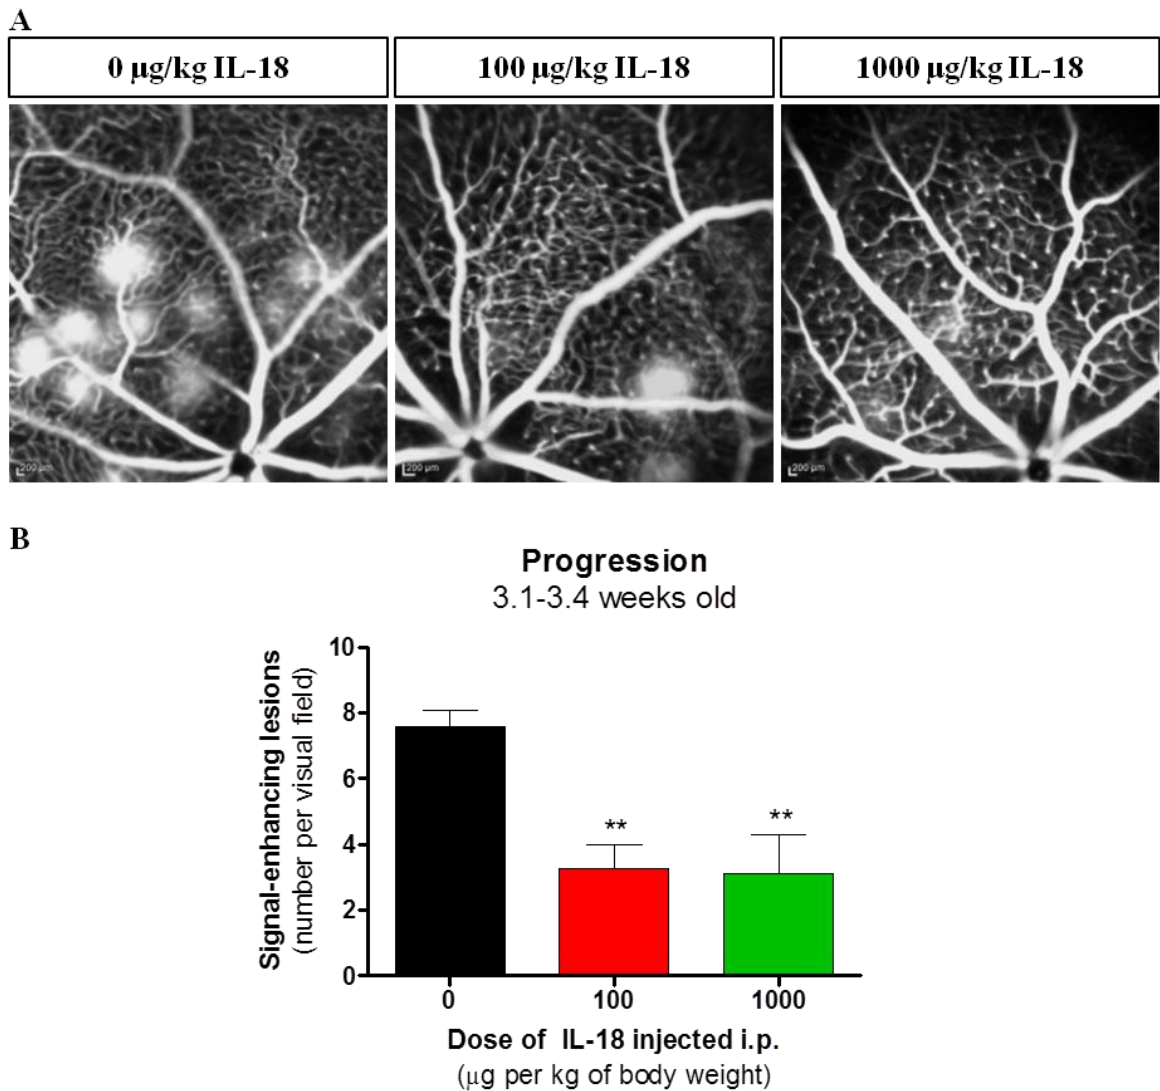 A
0 µg/kg IL-18
100 µg/kg IL-18
1000 µg/kg IL-18
200 µm
200 µm
200 µm
B
Progression
3.1-3.4 weeks old
Signal-enhancing lesions
(number per visual field)
10
8
6
4
2
0
**
**
0
100
1000
Dose of IL-18 injected i.p.
(µg per kg of body weight)